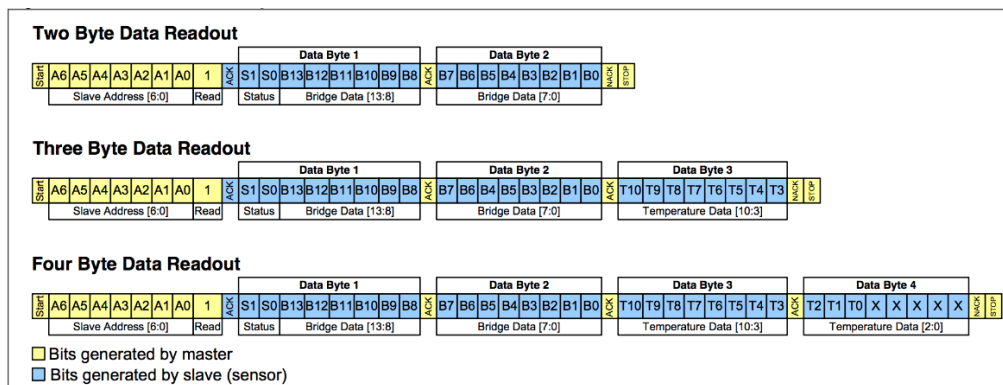 Two Byte Data Readout
Data Byte 1 Data Byte 2
Start A6 A5 A4 A3 A2 A1 A0 1 ACK S1 S0 B13 B12 B11 B10 B9 B8 ACK B7 B6 B5 B4 B3 B2 B1 B0 NACK STOP
Slave Address [6:0] Read Status Bridge Data [13:8] Bridge Data [7:0]
Three Byte Data Readout
Data Byte 1 Data Byte 2 Data Byte 3
Start A6 A5 A4 A3 A2 A1 A0 1 ACK S1 S0 B13 B12 B11 B10 B9 B8 ACK B7 B6 B4 B5 B3 B2 B1 B0 ACK T10 T9 T8 T7 T6 T5 T4 T3 NACK STOP
Slave Address [6:0] Read Status Bridge Data [13:8] Bridge Data [7:0] Temperature Data [10:3]
Four Byte Data Readout
Data Byte 1 Data Byte 2 Data Byte 3 Data Byte 4
Start A6 A5 A4 A3 A2 A1 A0 1 ACK S1 S0 B13 B12 B11 B10 B9 B8 ACK B7 B6 B5 B4 B3 B2 B1 B0 ACK T10 T9 T8 T7 T6 T5 T4 T3 ACK T2 T1 T0 X X X X X NACK STOP
Slave Address [6:0] Read Status Bridge Data [13:8] Bridge Data [7:0] Temperature Data [10:3] Temperature Data [2:0]
Bits generated by master
Bits generated by slave (sensor)